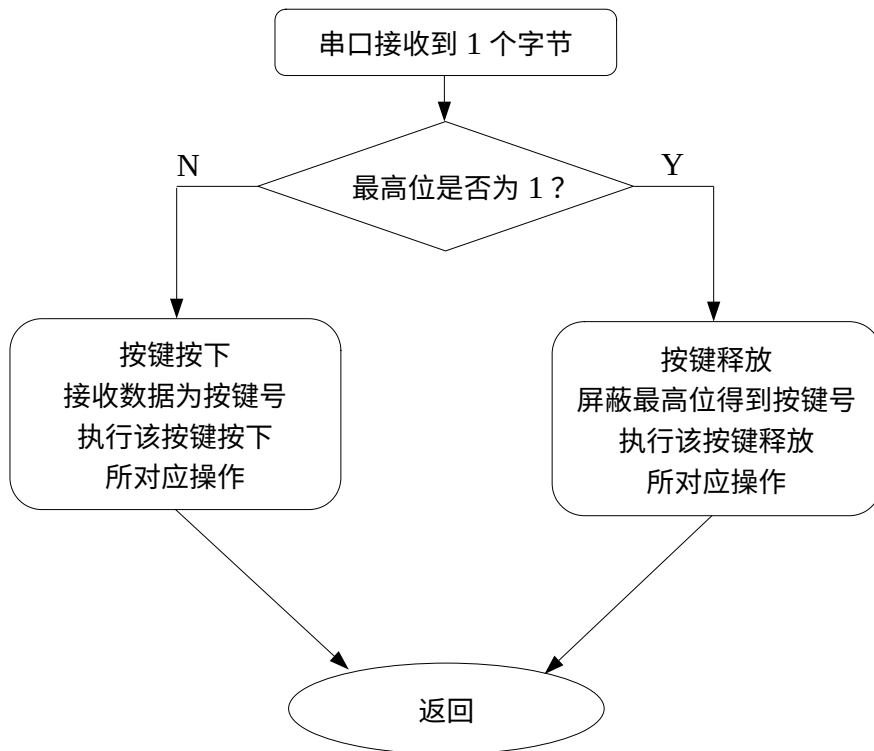 串口接收到 1 个字节
N
Y
最高位是否为 1？
按键按下
接收数据为按键号
执行该按键按下
所对应操作
按键释放
屏蔽最高位得到按键号
执行该按键释放
所对应操作
返回